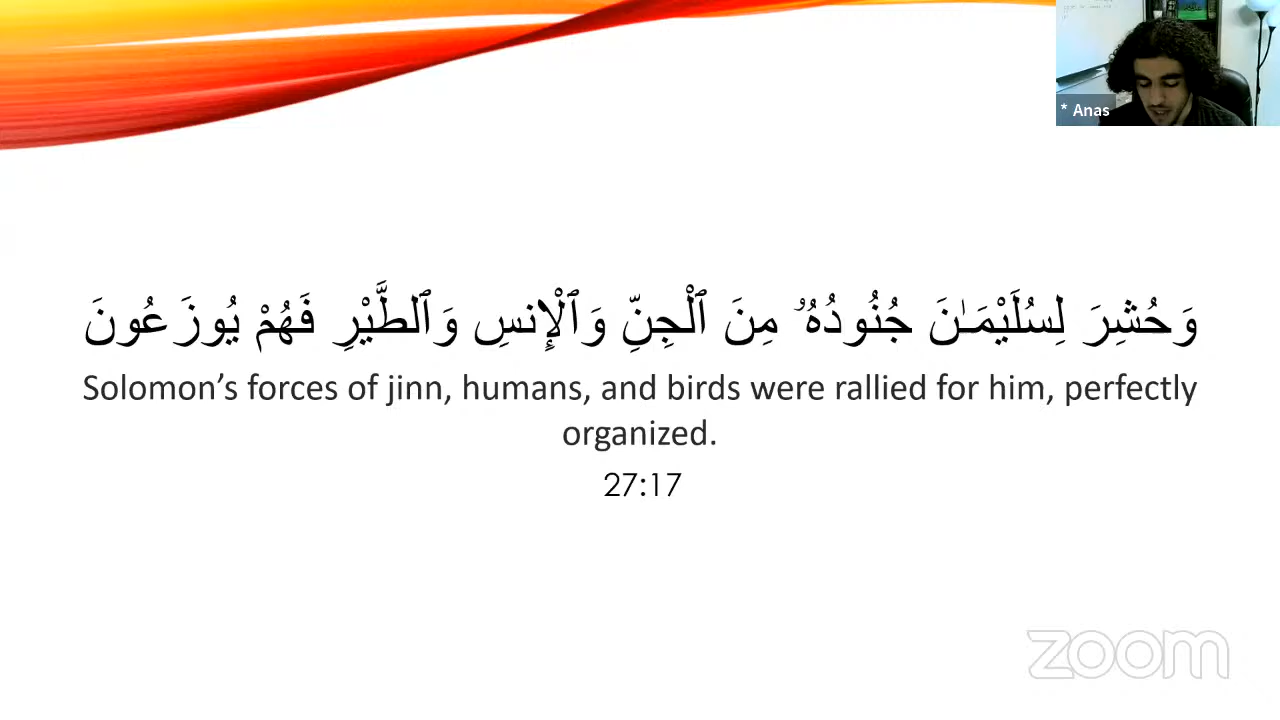 * Anas
وَحُشِرَ لِسُلَيْمَـٰنَ جُنُودُهُۥ مِنَ ٱلْجِنِّ وَٱلْإِنسِ وَٱلطَّيْرِ فَهُمْ يُوزَعُونَ
Solomon’s forces of jinn, humans, and birds were rallied for him, perfectly
organized.
27:17
zoom